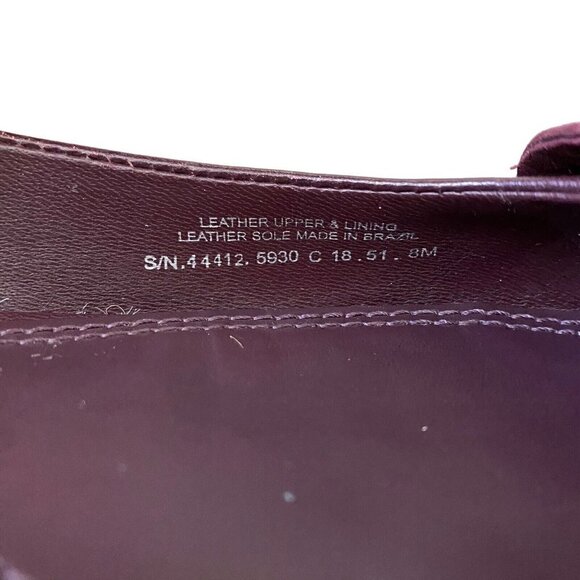 LEATHER UPPER & LINING
LEATHER SOLE MADE IN BRAZIL
S/N.44412.5930 C 18.51.8M